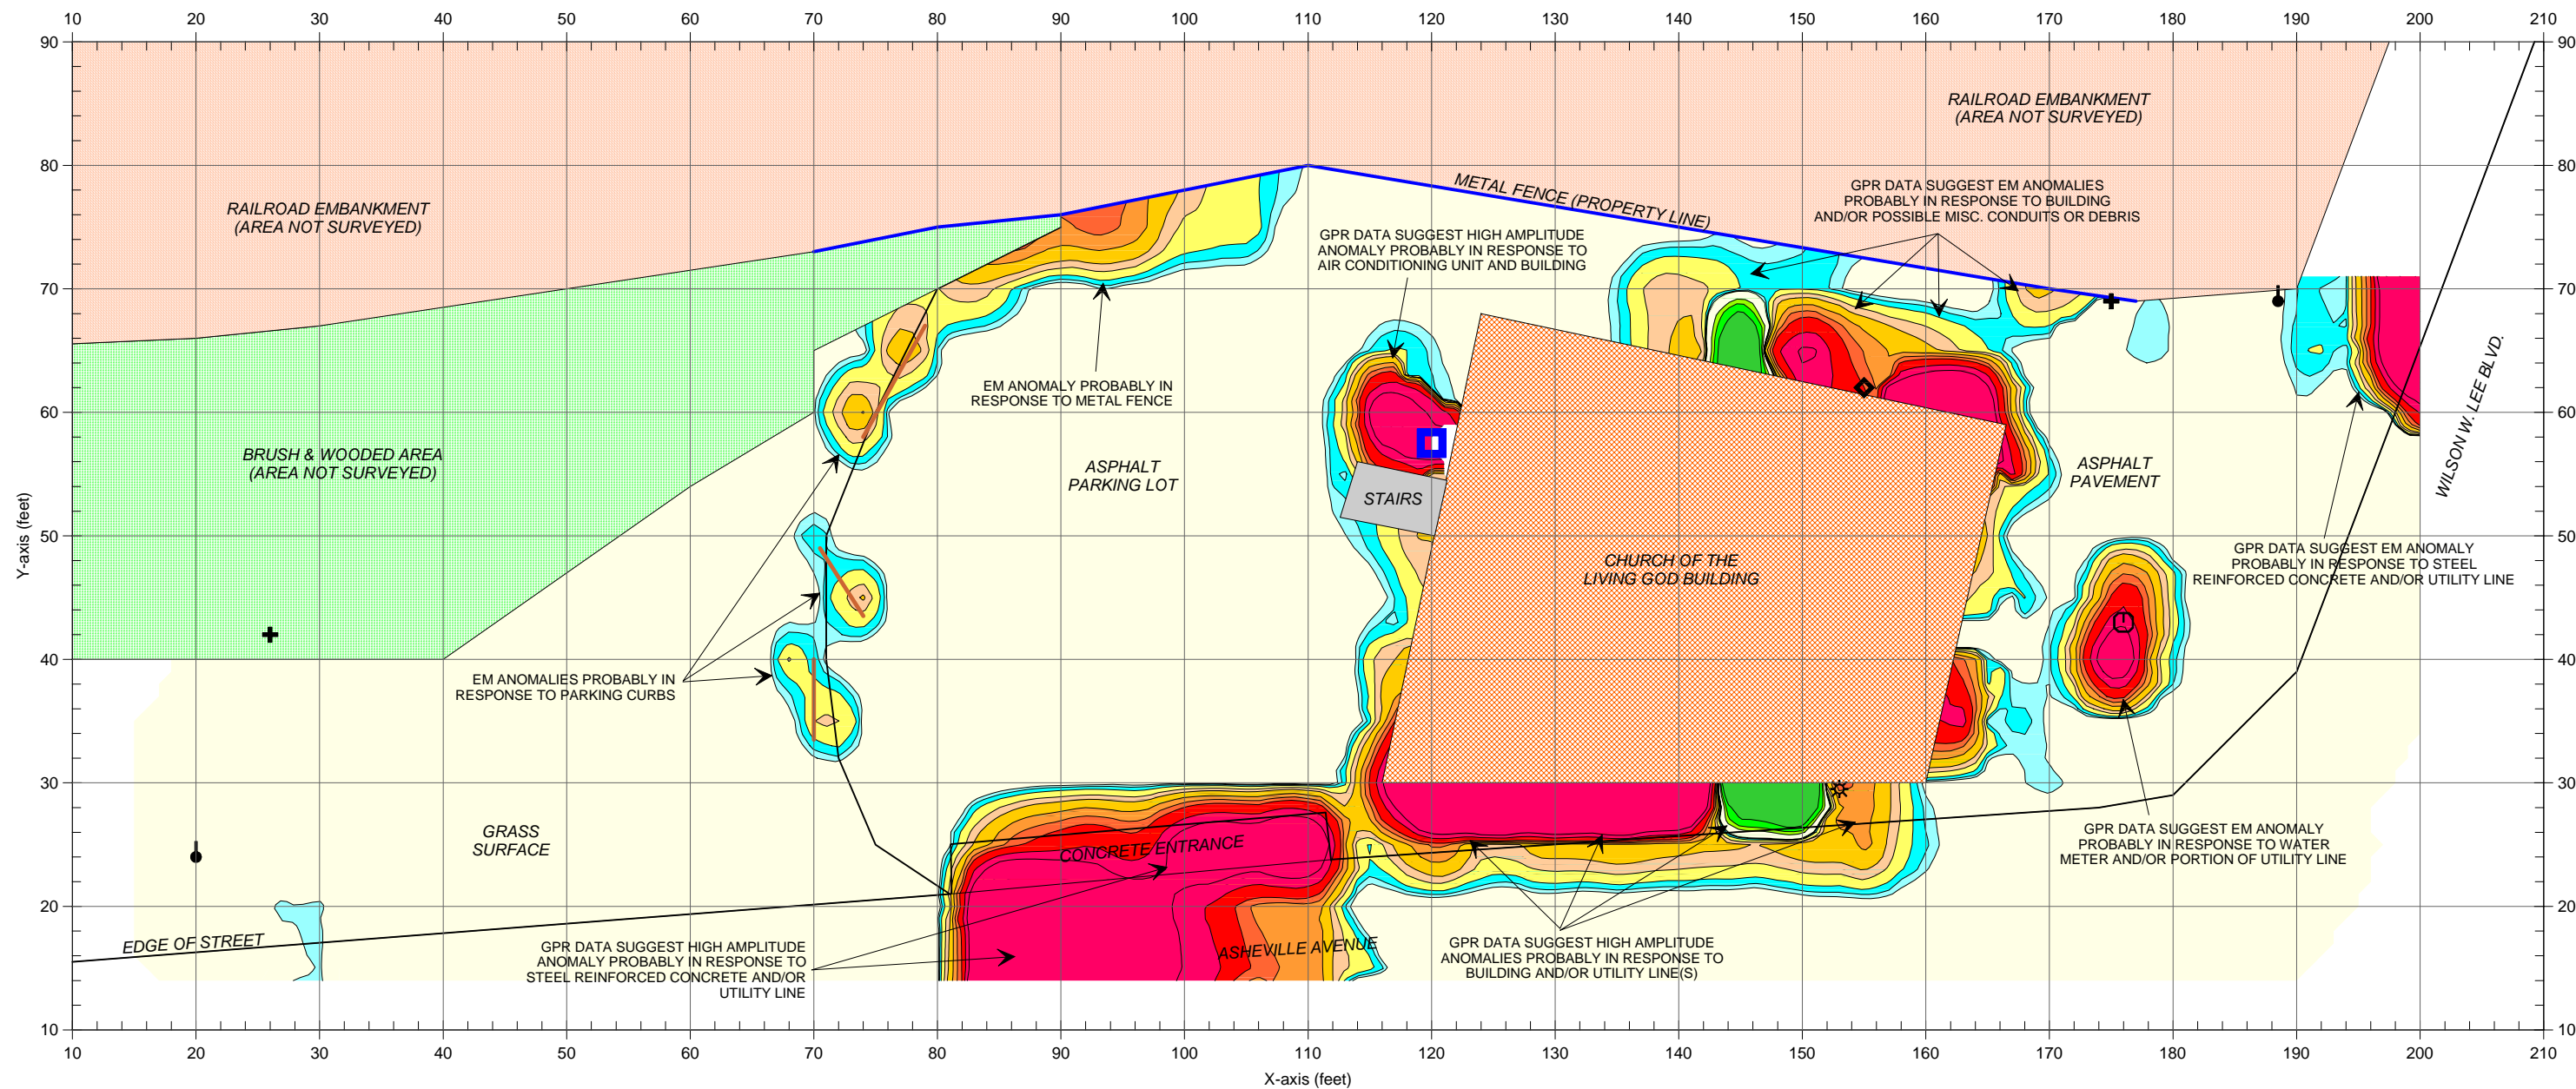 10 20 30 40 50 60 70 80 90 100 110 120 130 140 150 160 170 180 190 200 210
90 90
80 80
70 70
60 60
50 50
40 40
30 30
20 20
10 10
Y-axis (feet)
RAILROAD EMBANKMENT
(AREA NOT SURVEYED)
RAILROAD EMBANKMENT
(AREA NOT SURVEYED)
METAL FENCE (PROPERTY LINE)
GPR DATA SUGGEST EM ANOMALIES
PROBABLY IN RESPONSE TO BUILDING
AND/OR POSSIBLE MISC. CONDUITS OR DEBRIS
GPR DATA SUGGEST HIGH AMPLITUDE
ANOMALY PROBABLY IN RESPONSE TO
AIR CONDITIONING UNIT AND BUILDING
EM ANOMALY PROBABLY IN
RESPONSE TO METAL FENCE
BRUSH & WOODED AREA
(AREA NOT SURVEYED)
ASPHALT
PARKING LOT
STAIRS
ASPHALT
PAVEMENT
WILSON W. LEE BLVD.
CHURCH OF THE
LIVING GOD BUILDING
GPR DATA SUGGEST EM ANOMALY
PROBABLY IN RESPONSE TO STEEL
REINFORCED CONCRETE AND/OR UTILITY LINE
EM ANOMALIES PROBABLY IN
RESPONSE TO PARKING CURBS
GRASS
SURFACE
CONCRETE ENTRANCE
GPR DATA SUGGEST EM ANOMALY
PROBABLY IN RESPONSE TO WATER
METER AND/OR PORTION OF UTILITY LINE
EDGE OF STREET
GPR DATA SUGGEST HIGH AMPLITUDE
ANOMALY PROBABLY IN RESPONSE TO
STEEL REINFORCED CONCRETE AND/OR
UTILITY LINE
ASHEVILLE AVENUE
GPR DATA SUGGEST HIGH AMPLITUDE
ANOMALIES PROBABLY IN RESPONSE TO
BUILDING AND/OR UTILITY LINE(S)
10 20 30 40 50 60 70 80 90 100 110 120 130 140 150 160 170 180 190 200 210
X-axis (feet)